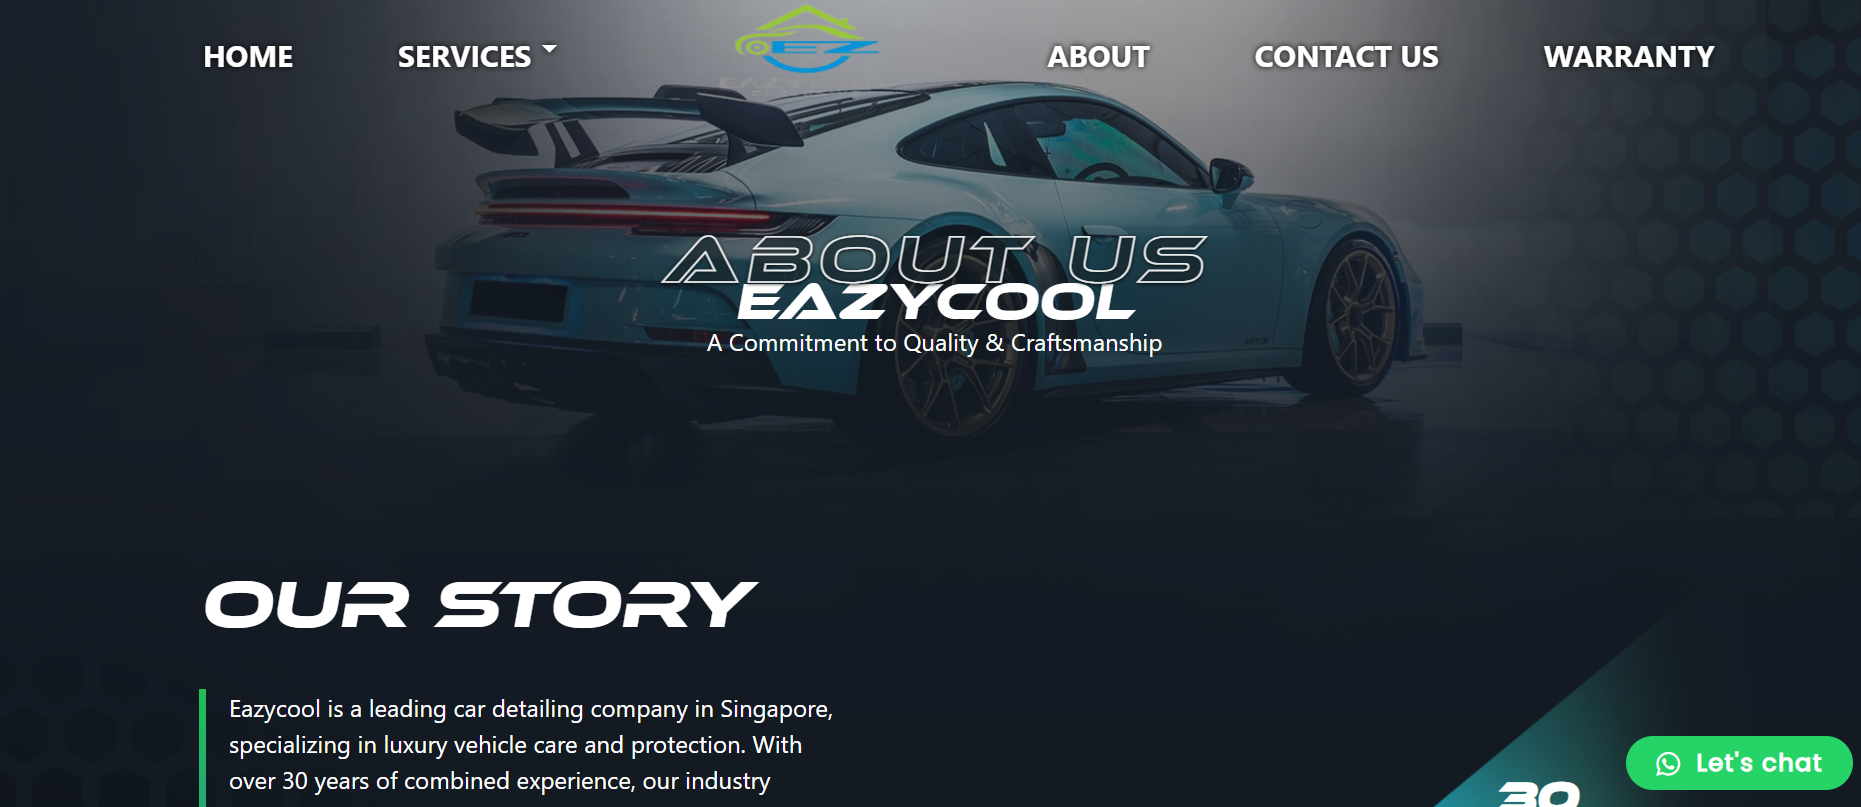 HOME SERVICES EZ ABOUT CONTACT US WARRANTY
ABOUT US
EAZYCOOL
A Commitment to Quality & Craftsmanship
OUR STORY
Eazycool is a leading car detailing company in Singapore,
specializing in luxury vehicle care and protection. With
over 30 years of combined experience, our industry
30
Let's chat